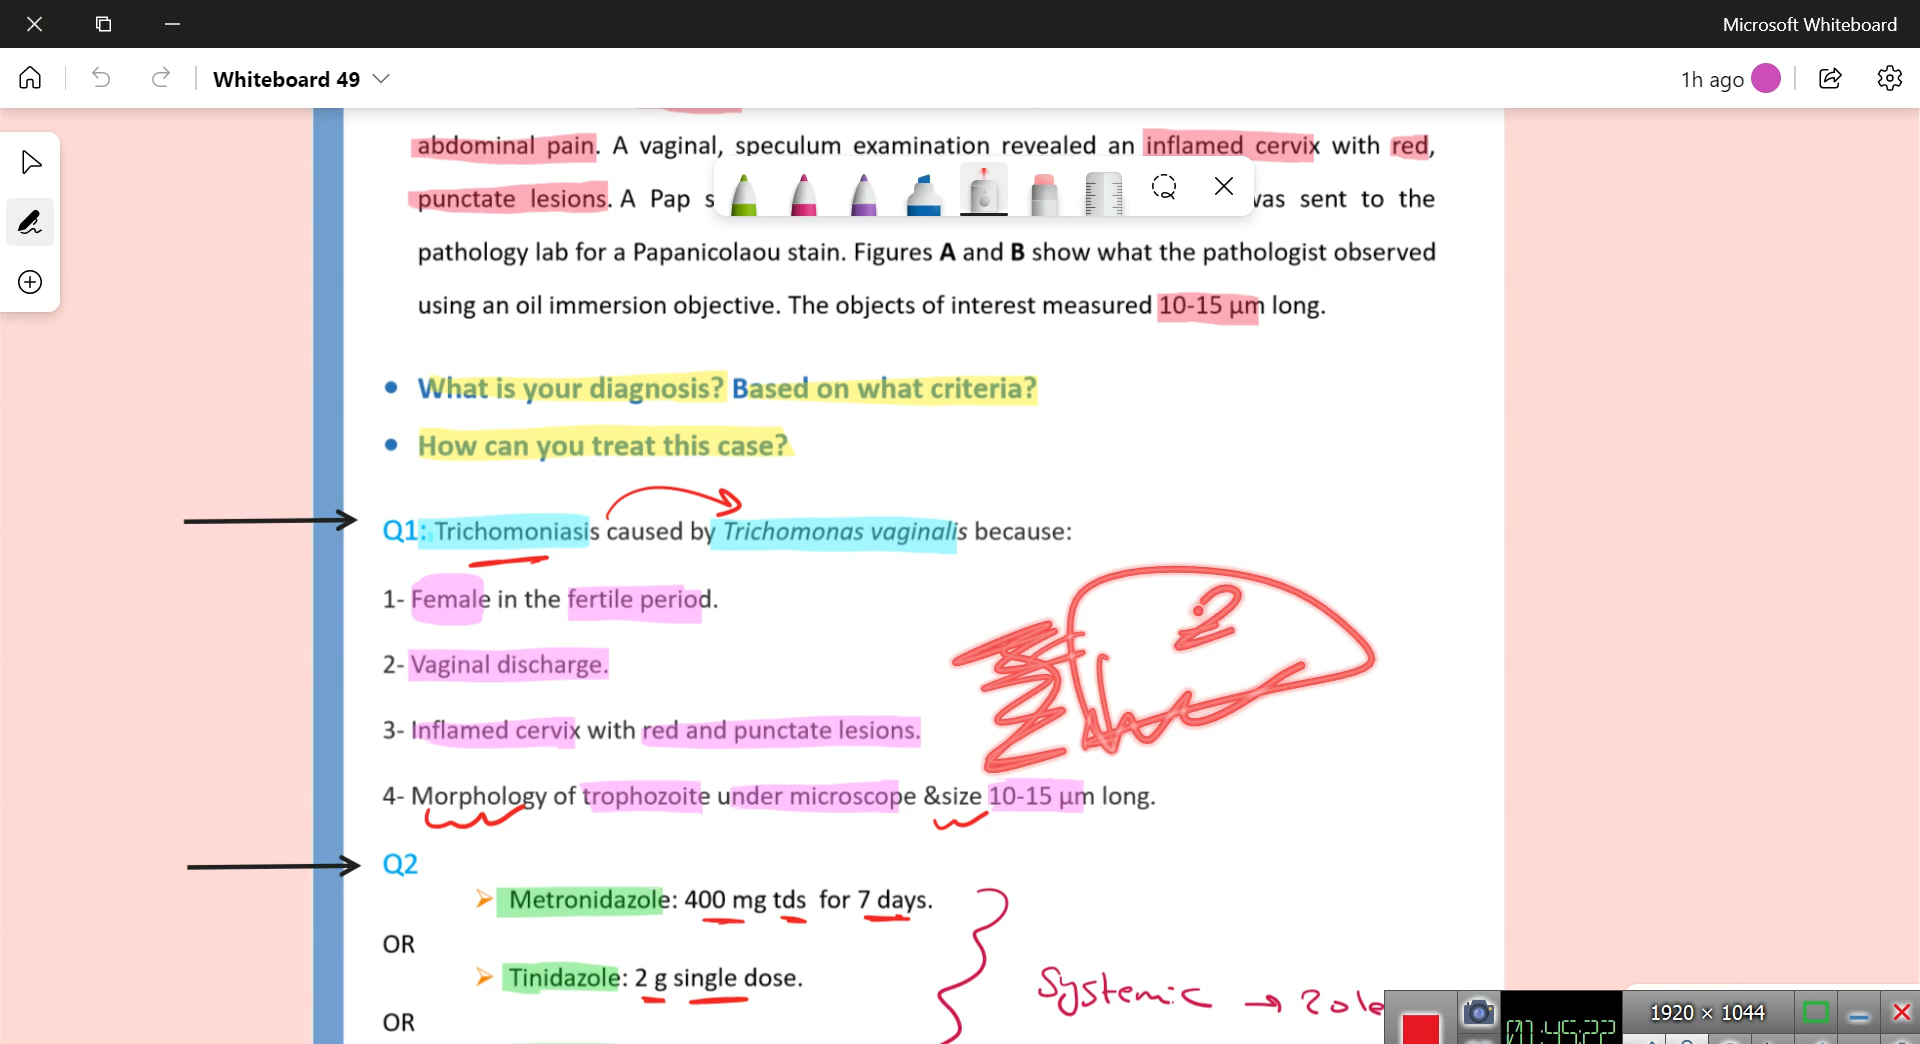 Microsoft Whiteboard
Whiteboard 49
1h ago
abdominal pain. A vaginal, speculum examination revealed an inflamed cervix with red,
punctate lesions. A Pap s was sent to the
pathology lab for a Papanicolaou stain. Figures A and B show what the pathologist observed
using an oil immersion objective. The objects of interest measured 10-15 µm long.
• What is your diagnosis? Based on what criteria?
• How can you treat this case?
Q1: Trichomoniasis caused by Trichomonas vaginalis because:
1- Female in the fertile period.
2- Vaginal discharge.
3- Inflamed cervix with red and punctate lesions.
4- Morphology of trophozoite under microscope &size 10-15 µm long.
Q2
➤ Metronidazole: 400 mg tds for 7 days.
OR
➤ Tinidazole: 2 g single dose.
Systemic → zole
OR
1920 × 1044
01:45:22